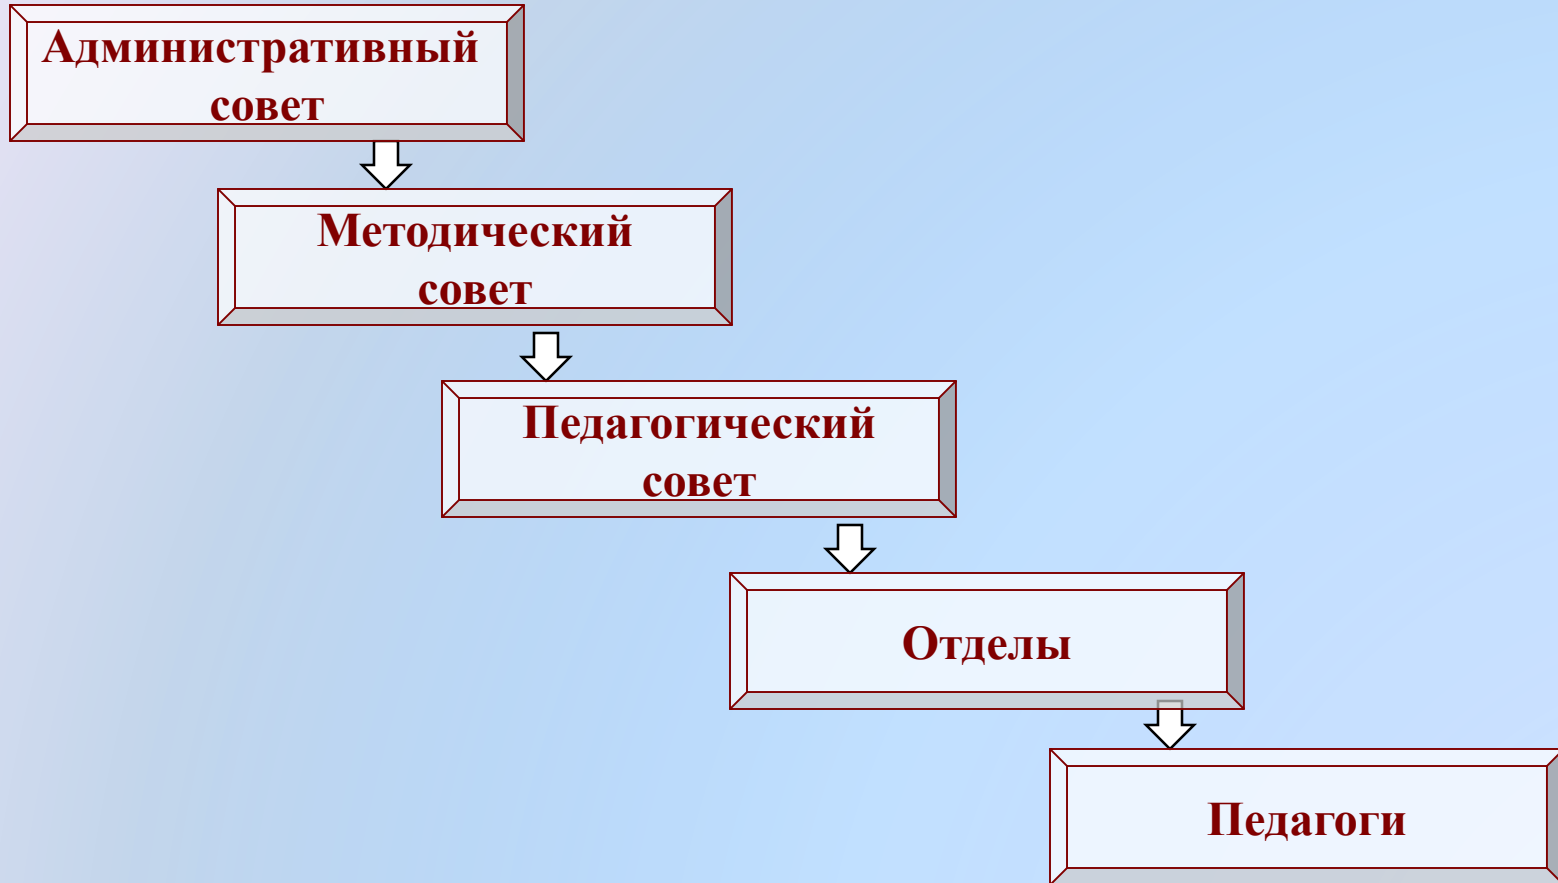 Административный
совет
Методический
совет
Педагогический
совет
Отделы
Педагоги